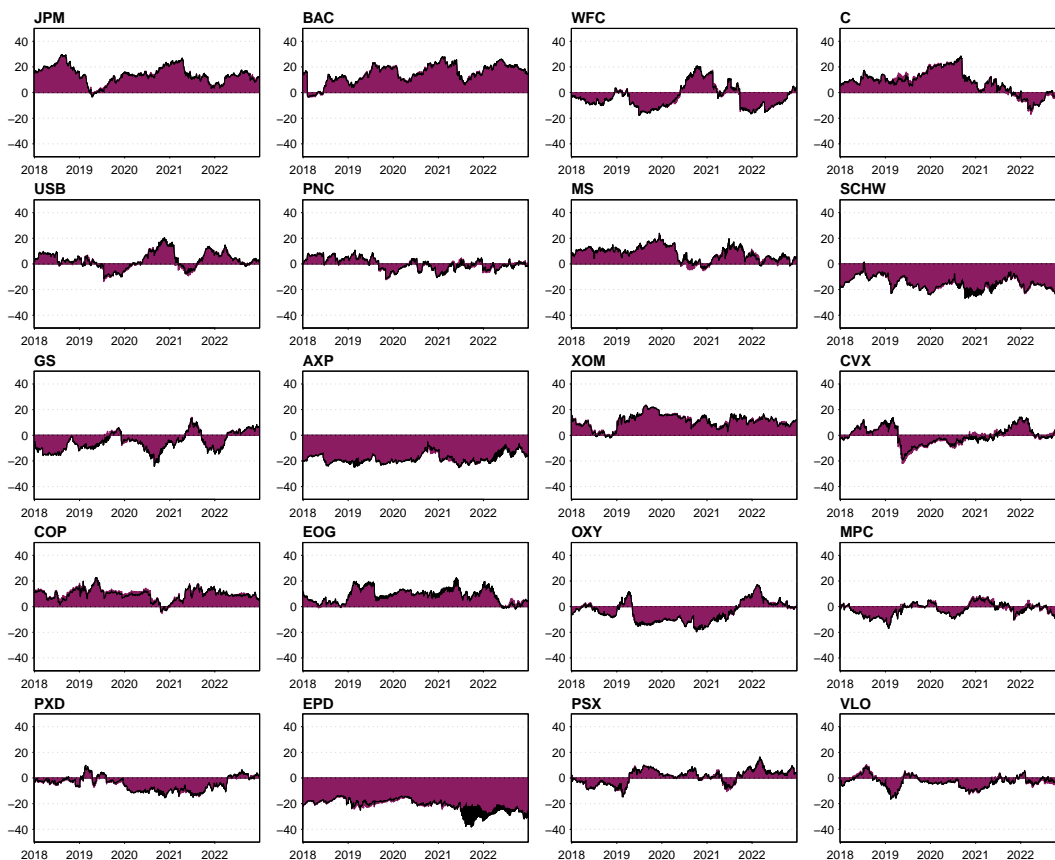 JPM BAC WFC C
40 40 40 40
20 20 20 20
0 0 0 0
−20 −20 −20 −20
−40 −40 −40 −40
2018 2019 2020 2021 2022 2018 2019 2020 2021 2022 2018 2019 2020 2021 2022 2018 2019 2020 2021 2022
USB PNC MS SCHW
40 40 40 40
20 20 20 20
0 0 0 0
−20 −20 −20 −20
−40 −40 −40 −40
2018 2019 2020 2021 2022 2018 2019 2020 2021 2022 2018 2019 2020 2021 2022 2018 2019 2020 2021 2022
GS AXP XOM CVX
40 40 40 40
20 20 20 20
0 0 0 0
−20 −20 −20 −20
−40 −40 −40 −40
2018 2019 2020 2021 2022 2018 2019 2020 2021 2022 2018 2019 2020 2021 2022 2018 2019 2020 2021 2022
COP EOG OXY MPC
40 40 40 40
20 20 20 20
0 0 0 0
−20 −20 −20 −20
−40 −40 −40 −40
2018 2019 2020 2021 2022 2018 2019 2020 2021 2022 2018 2019 2020 2021 2022 2018 2019 2020 2021 2022
PXD EPD PSX VLO
40 40 40 40
20 20 20 20
0 0 0 0
−20 −20 −20 −20
−40 −40 −40 −40
2018 2019 2020 2021 2022 2018 2019 2020 2021 2022 2018 2019 2020 2021 2022 2018 2019 2020 2021 2022